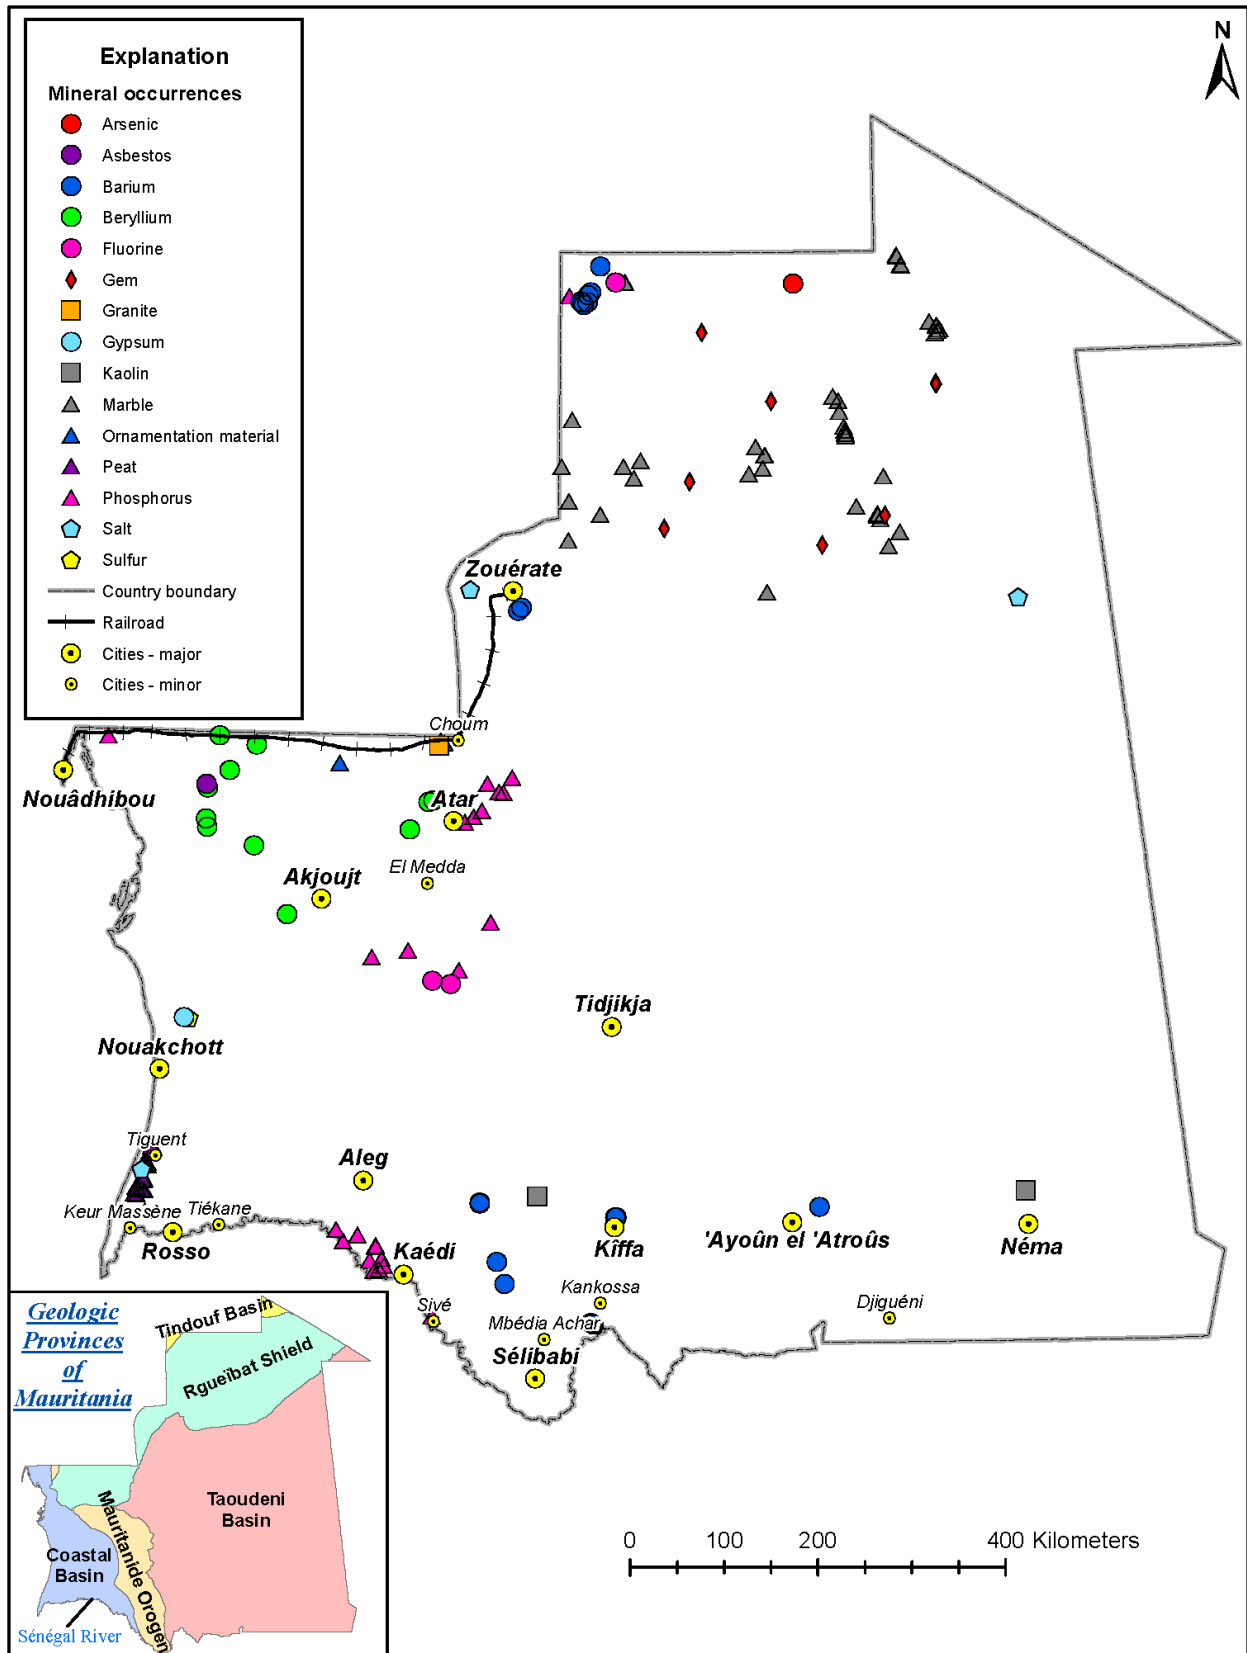 Explanation
Mineral occurrences
Arsenic
Asbestos
Barium
Beryllium
Fluorine
Gem
Granite
Gypsum
Kaolin
Marble
Ornamentation material
Peat
Phosphorus
Salt
Sulfur
Country boundary
Railroad
Cities - major
Cities - minor
N
Zouérate
Choum
Nouâdhibou
Atar
El Medda
Akjoujt
Tidjikja
Nouakchott
Tiguent
Aleg
Keur Massène
Tiékane
Rosso
Kaédi
Kîffa
'Ayoûn el 'Atroûs
Néma
Sivé
Kankossa
Mbédia Achar
Djiguéni
Sélibabi
Geologic
Provinces
of
Mauritania
Tindouf Basin
Rgueïbat Shield
Taoudeni
Basin
Mauritanide Orogen
Coastal
Basin
Sénégal River
0 100 200 400 Kilometers